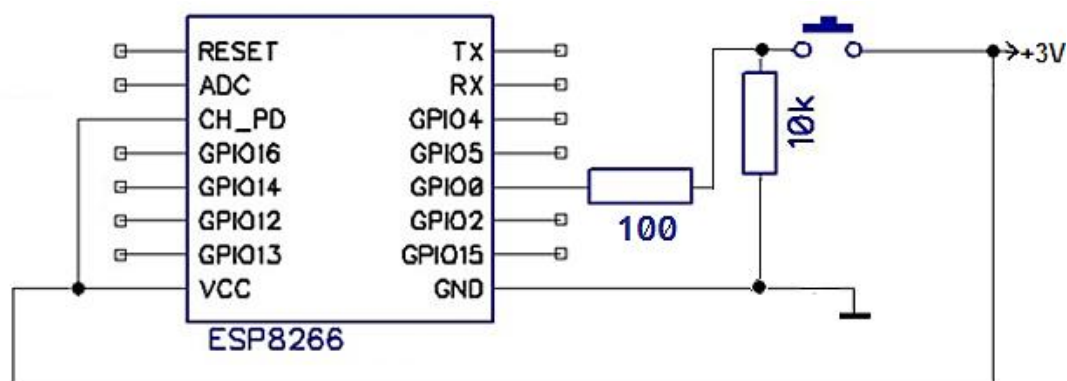 RESET
ADC
CH_PD
GPIO16
GPIO14
GPIO12
GPIO13
VCC
TX
RX
GPIO4
GPIO5
GPIO0
GPIO2
GPIO15
GND
ESP8266
100
10k
+3V